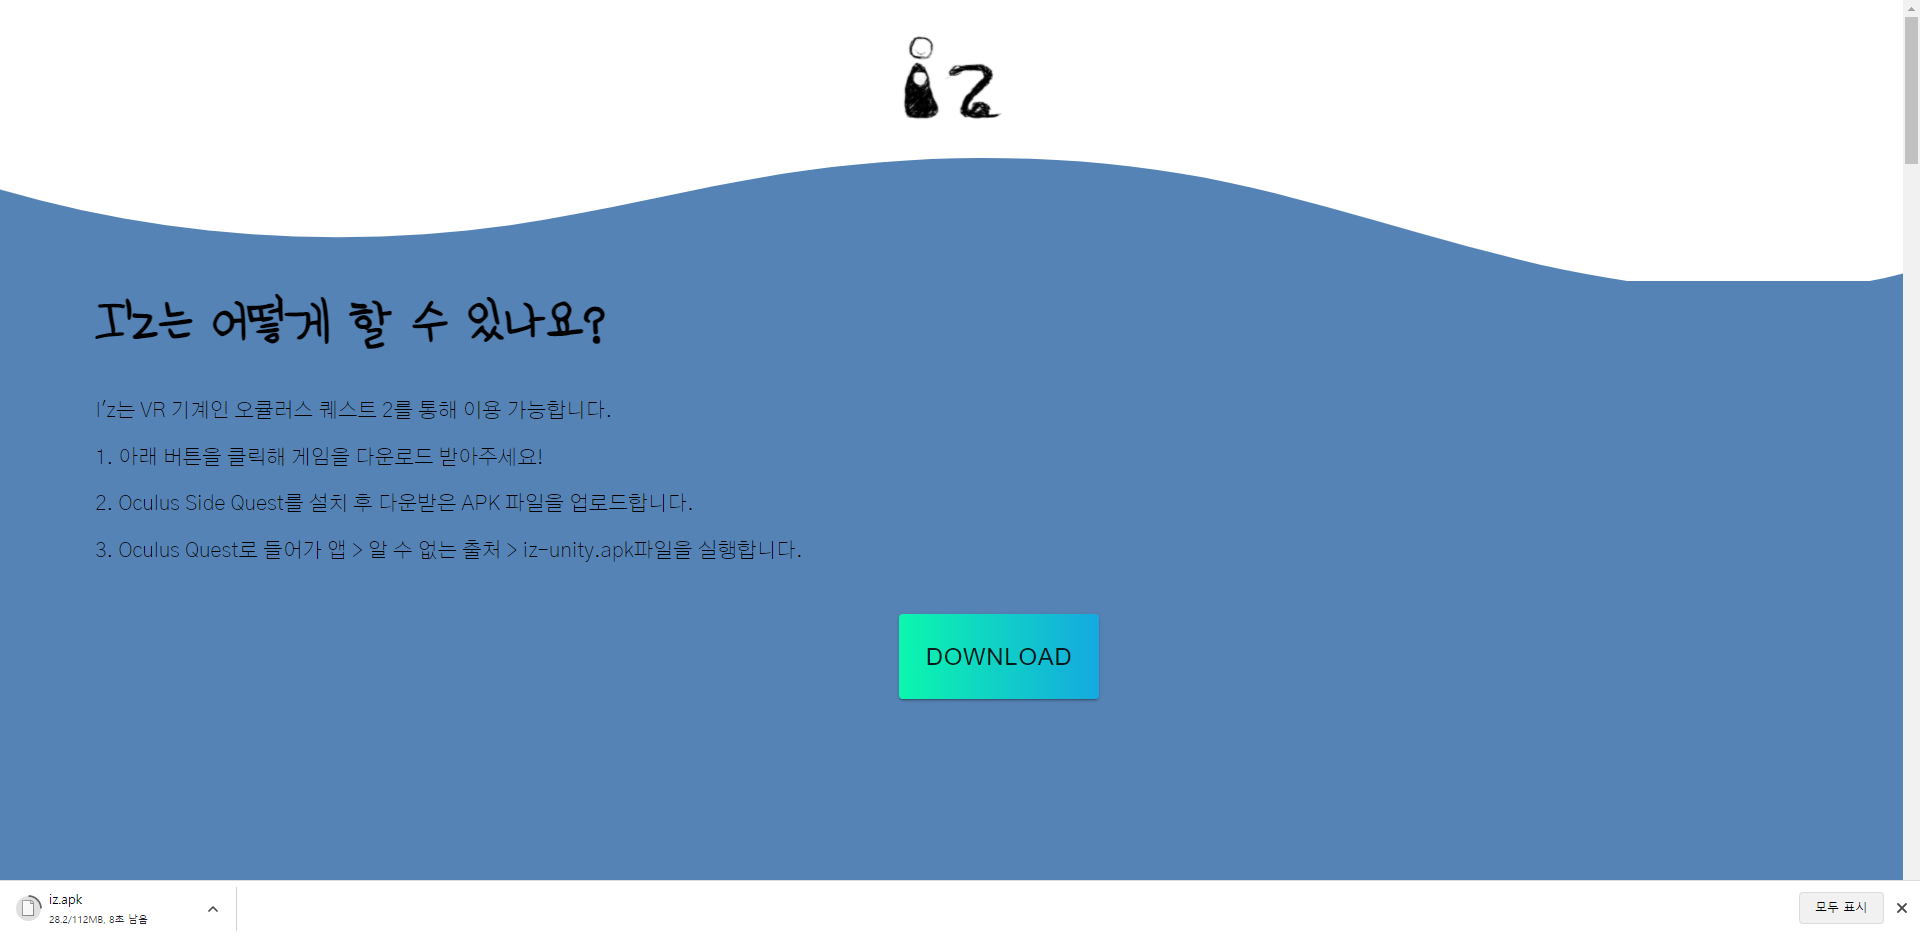 iz
I'z는 어떻게 할 수 있나요?
I'z는 VR 기계인 오큘러스 퀘스트 2를 통해 이용 가능합니다.
1. 아래 버튼을 클릭해 게임을 다운로드 받아주세요!
2. Oculus Side Quest를 설치 후 다운받은 APK 파일을 업로드합니다.
3. Oculus Quest로 들어가 앱 > 알 수 없는 출처 > iz-unity.apk파일을 실행합니다.
DOWNLOAD
iz.apk
28.2/112MB, 8초 남음
모두 표시